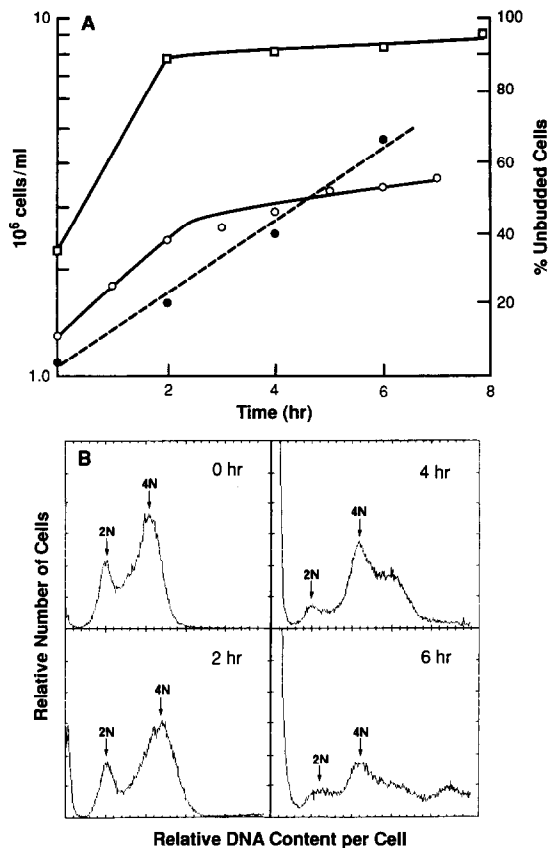 A
10
1.0
10⁶ cells/ml
100
80
60
40
20
% Unbudded Cells
2
4
6
8
Time (hr)
B
0 hr
2N
4N
4 hr
2N
4N
2 hr
2N
4N
6 hr
2N
4N
Relative Number of Cells
Relative DNA Content per Cell